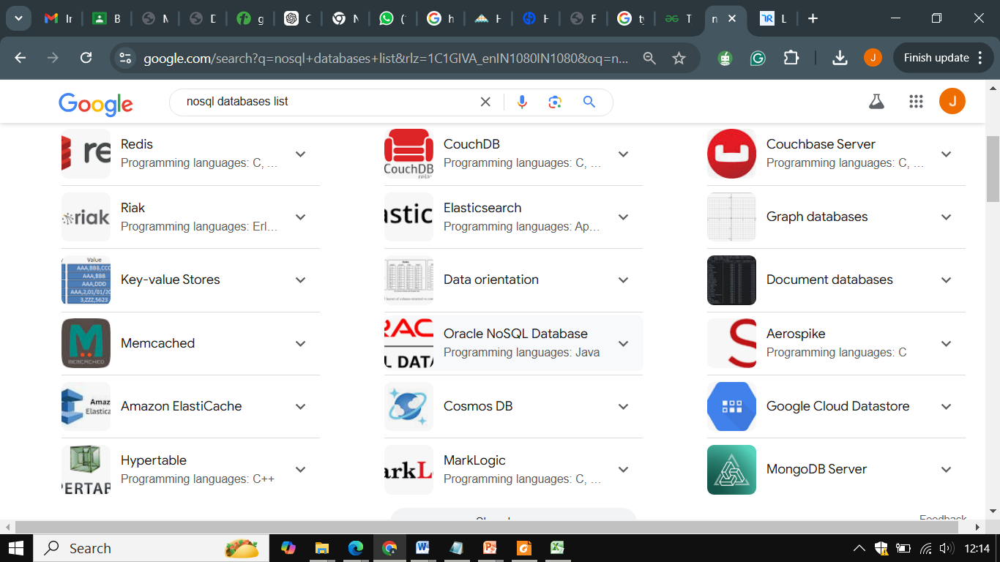 Ir
B
M
D
g
C
N
(
h
H
H
F
ty
T
n
L
google.com/search?q=nosql+databases+list&rlz=1C1GIVA_enIN1080IN1080&oq=n...
J
Finish update
Google
nosql databases list
J
re
Redis
Programming languages: C, ...
CouchDB
relax
CouchDB
Programming languages: C, ...
Couchbase Server
Programming languages: C, ...
riak
Riak
Programming languages: Erl...
astic
Elasticsearch
Programming languages: Ap...
Graph databases
Value
AAA,BBB,CCC
AAA,BBB
AAA,DDD
AAA,2,01/01/20
3,ZZZ,5623
Key-value Stores
Data orientation
Document databases
MEMCACHED
Memcached
RAC
L DATA
Oracle NoSQL Database
Programming languages: Java
Aerospike
Programming languages: C
Amaz
Elastica
Amazon ElastiCache
Cosmos DB
Google Cloud Datastore
PERTAB
Hypertable
Programming languages: C++
arkL
MarkLogic
Programming languages: C, ...
MongoDB Server
Feedback
Search
12:14